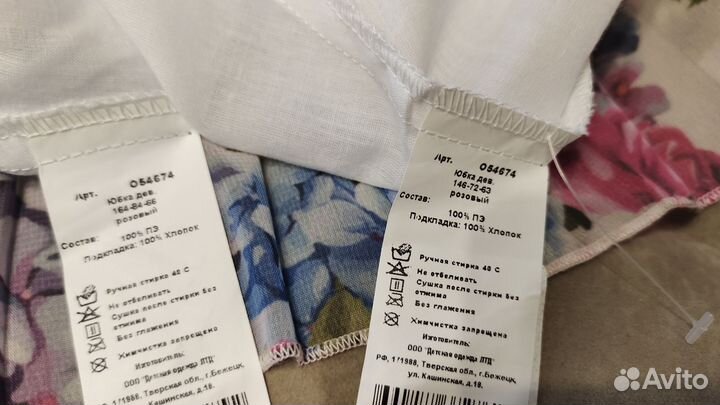 Арт. 054674
Юбка дев.
164-84-66
розовый
Состав: 100% ПЭ
Подкладка: 100% Хлопок
Ручная стирка 40 С
Не отбеливать
Сушка после стирки без
отжима
Без глажения
Химчистка запрещена
Изготовитель:
ООО "Детская одежда ЛТД"
РФ, 171988, Тверская обл., г.Бежецк,
ул. Кашинская, д.18.
Арт. 054674
Юбка дев.
146-72-63
розовый
Состав: 100% ПЭ
Подкладка: 100% Хлопок
Ручная стирка 40 С
Не отбеливать
Сушка после стирки без
отжима
Без глажения
Химчистка запрещена
Изготовитель:
ООО "Детская одежда ЛТД"
РФ, 171988, Тверская обл., г.Бежецк,
ул. Кашинская, д.18.
Avito